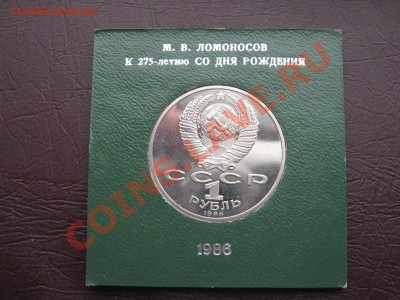 М. В. ЛОМОНОСОВ
К 275-летию СО ДНЯ РОЖДЕНИЯ
СССР
1
РУБЛЬ
1986
1986
COINS.LAVE.RU